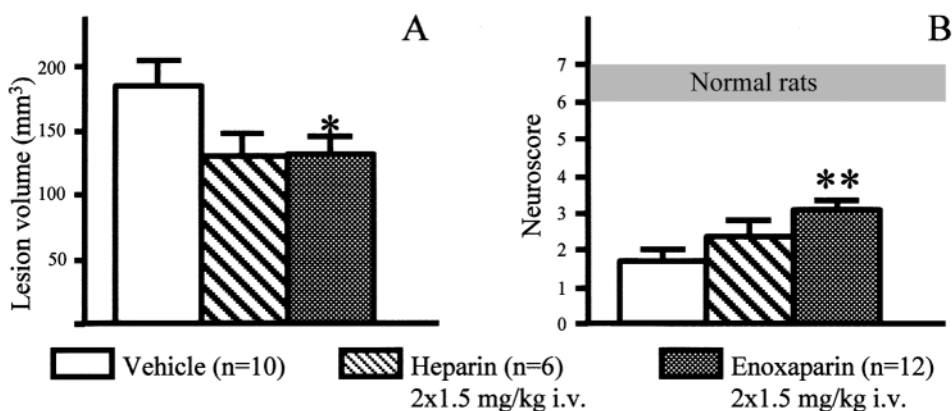 A
Lesion volume (mm³)
200
150
100
50
*
B
Neuroscore
7
6
5
4
3
2
1
0
Normal rats
**
Vehicle (n=10)
Heparin (n=6)
2x1.5 mg/kg i.v.
Enoxaparin (n=12)
2x1.5 mg/kg i.v.